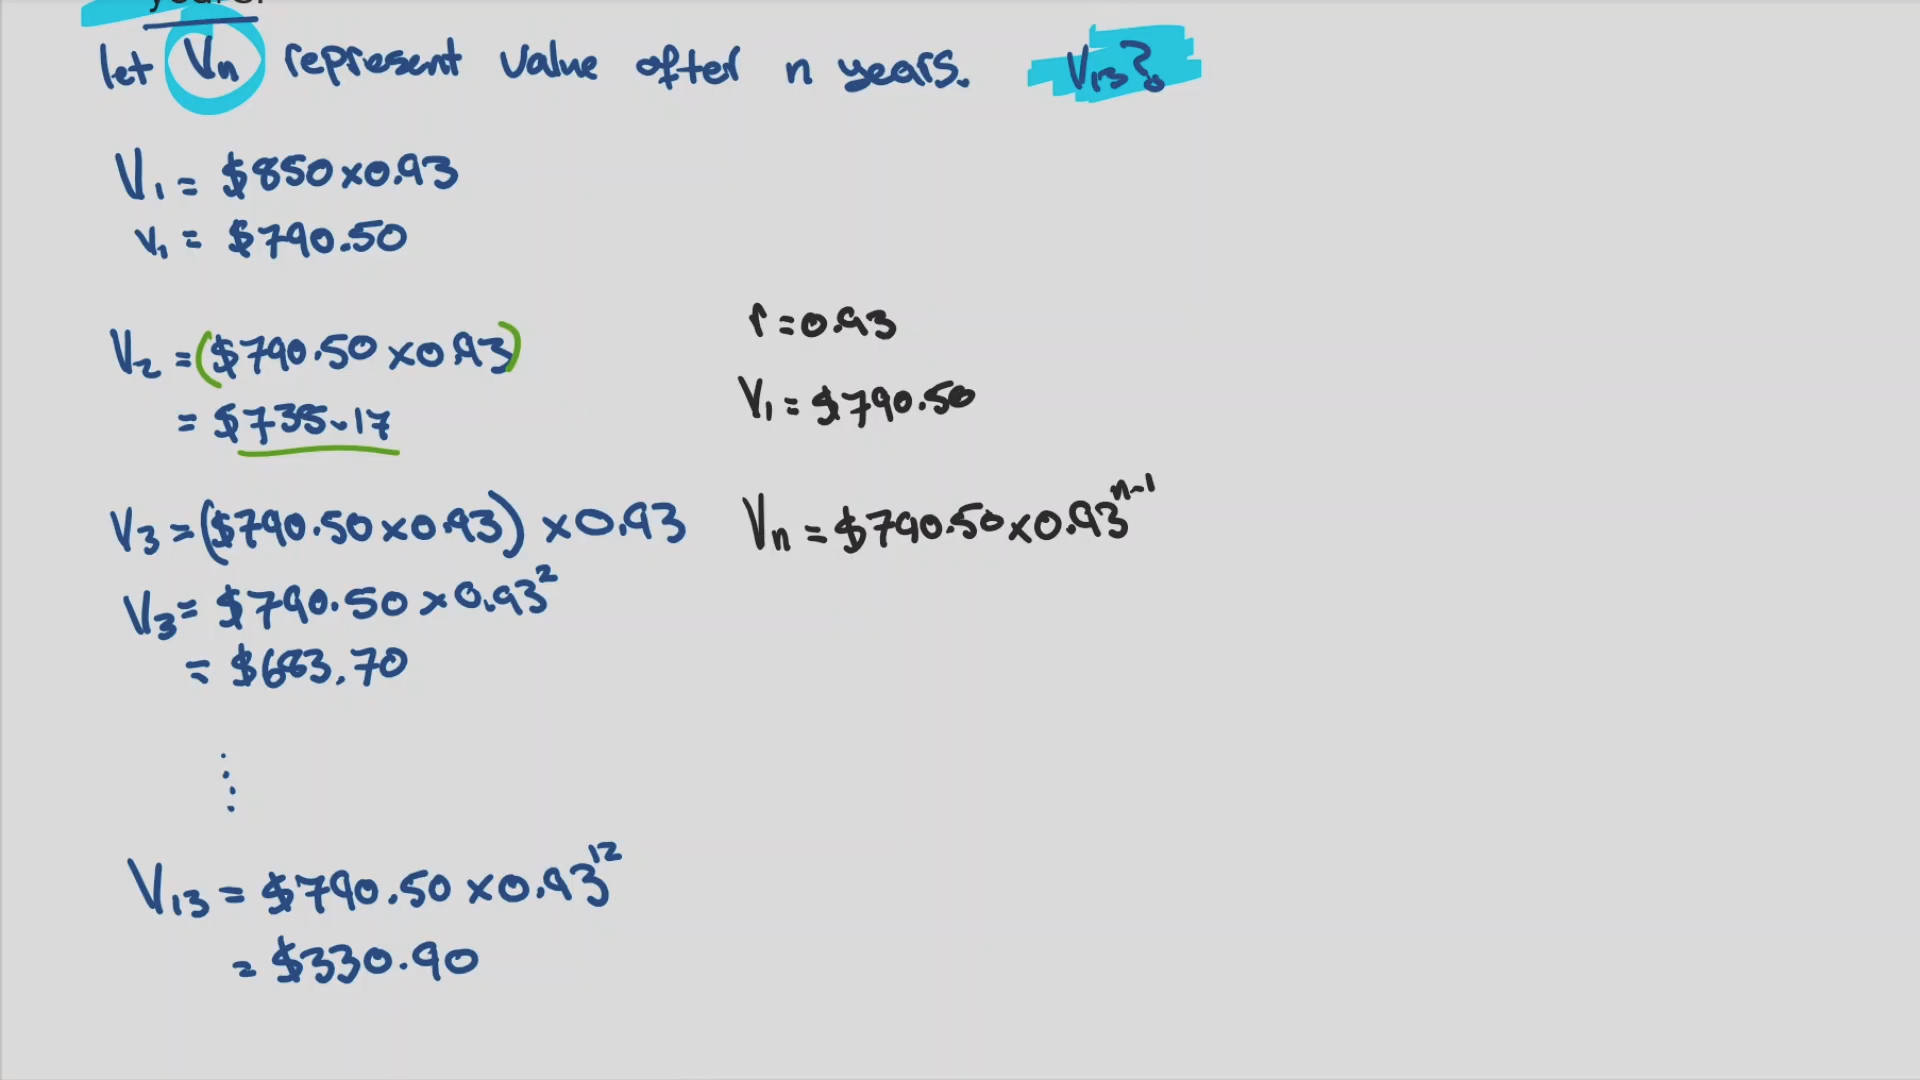 let Vn represent value after n years. V13?
V1 = $850×0.93
V1 = $790.50
V2 = ($790.50×0.93)
= $735.17
V3 = ($790.50×0.93)×0.93
V3 = $790.50×0.93²
= $683.70
⋮
V13 = $790.50×0.93¹²
= $330.90
r = 0.93
V1 = $790.50
Vn = $790.50×0.93ⁿ⁻¹